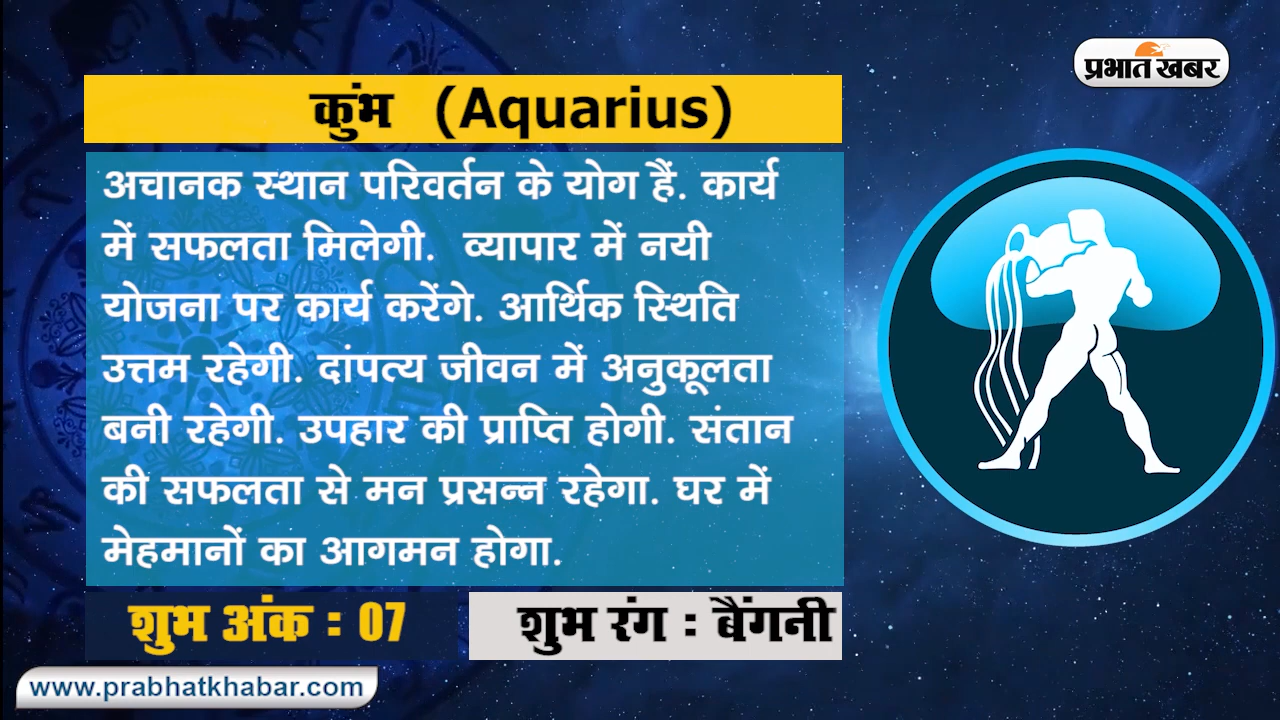 प्रभात खबर
कुंभ (Aquarius)
अचानक स्थान परिवर्तन के योग हैं. कार्य
में सफलता मिलेगी. व्यापार में नयी
योजना पर कार्य करेंगे. आर्थिक स्थिति
उत्तम रहेगी. दांपत्य जीवन में अनुकूलता
बनी रहेगी. उपहार की प्राप्ति होगी. संतान
की सफलता से मन प्रसन्न रहेगा. घर में
मेहमानों का आगमन होगा.
शुभ अंक : 07 शुभ रंग : बैंगनी
www.prabhatkhabar.com